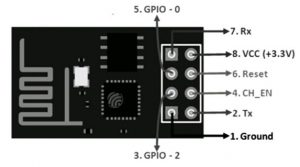 5. GPIO - 0
7. Rx
8. VCC (+3.3V)
6. Reset
4. CH_EN
2. Tx
1. Ground
3. GPIO - 2